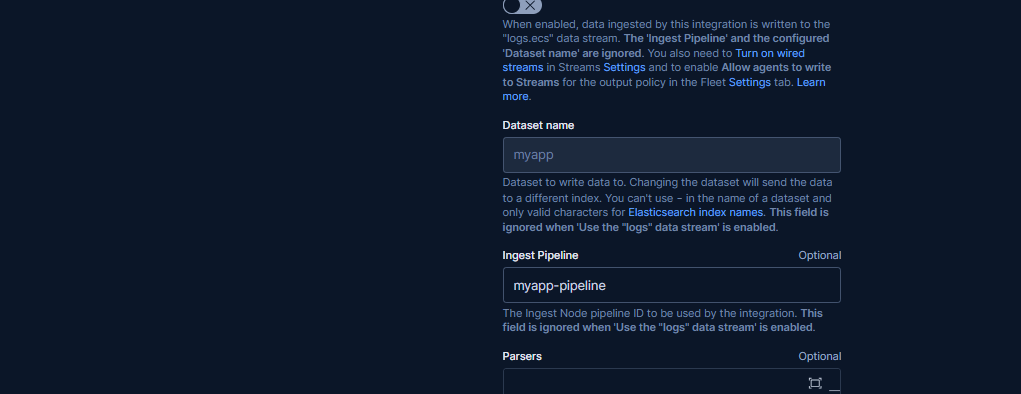 When enabled, data ingested by this integration is written to the
"logs.ecs" data stream. The 'Ingest Pipeline' and the configured
'Dataset name' are ignored. You also need to Turn on wired
streams in Streams Settings and to enable Allow agents to write
to Streams for the output policy in the Fleet Settings tab. Learn
more.
Dataset name
myapp
Dataset to write data to. Changing the dataset will send the data
to a different index. You can't use - in the name of a dataset and
only valid characters for Elasticsearch index names. This field is
ignored when 'Use the "logs" data stream' is enabled.
Ingest Pipeline Optional
myapp-pipeline
The Ingest Node pipeline ID to be used by the integration. This
field is ignored when 'Use the "logs" data stream' is enabled.
Parsers Optional